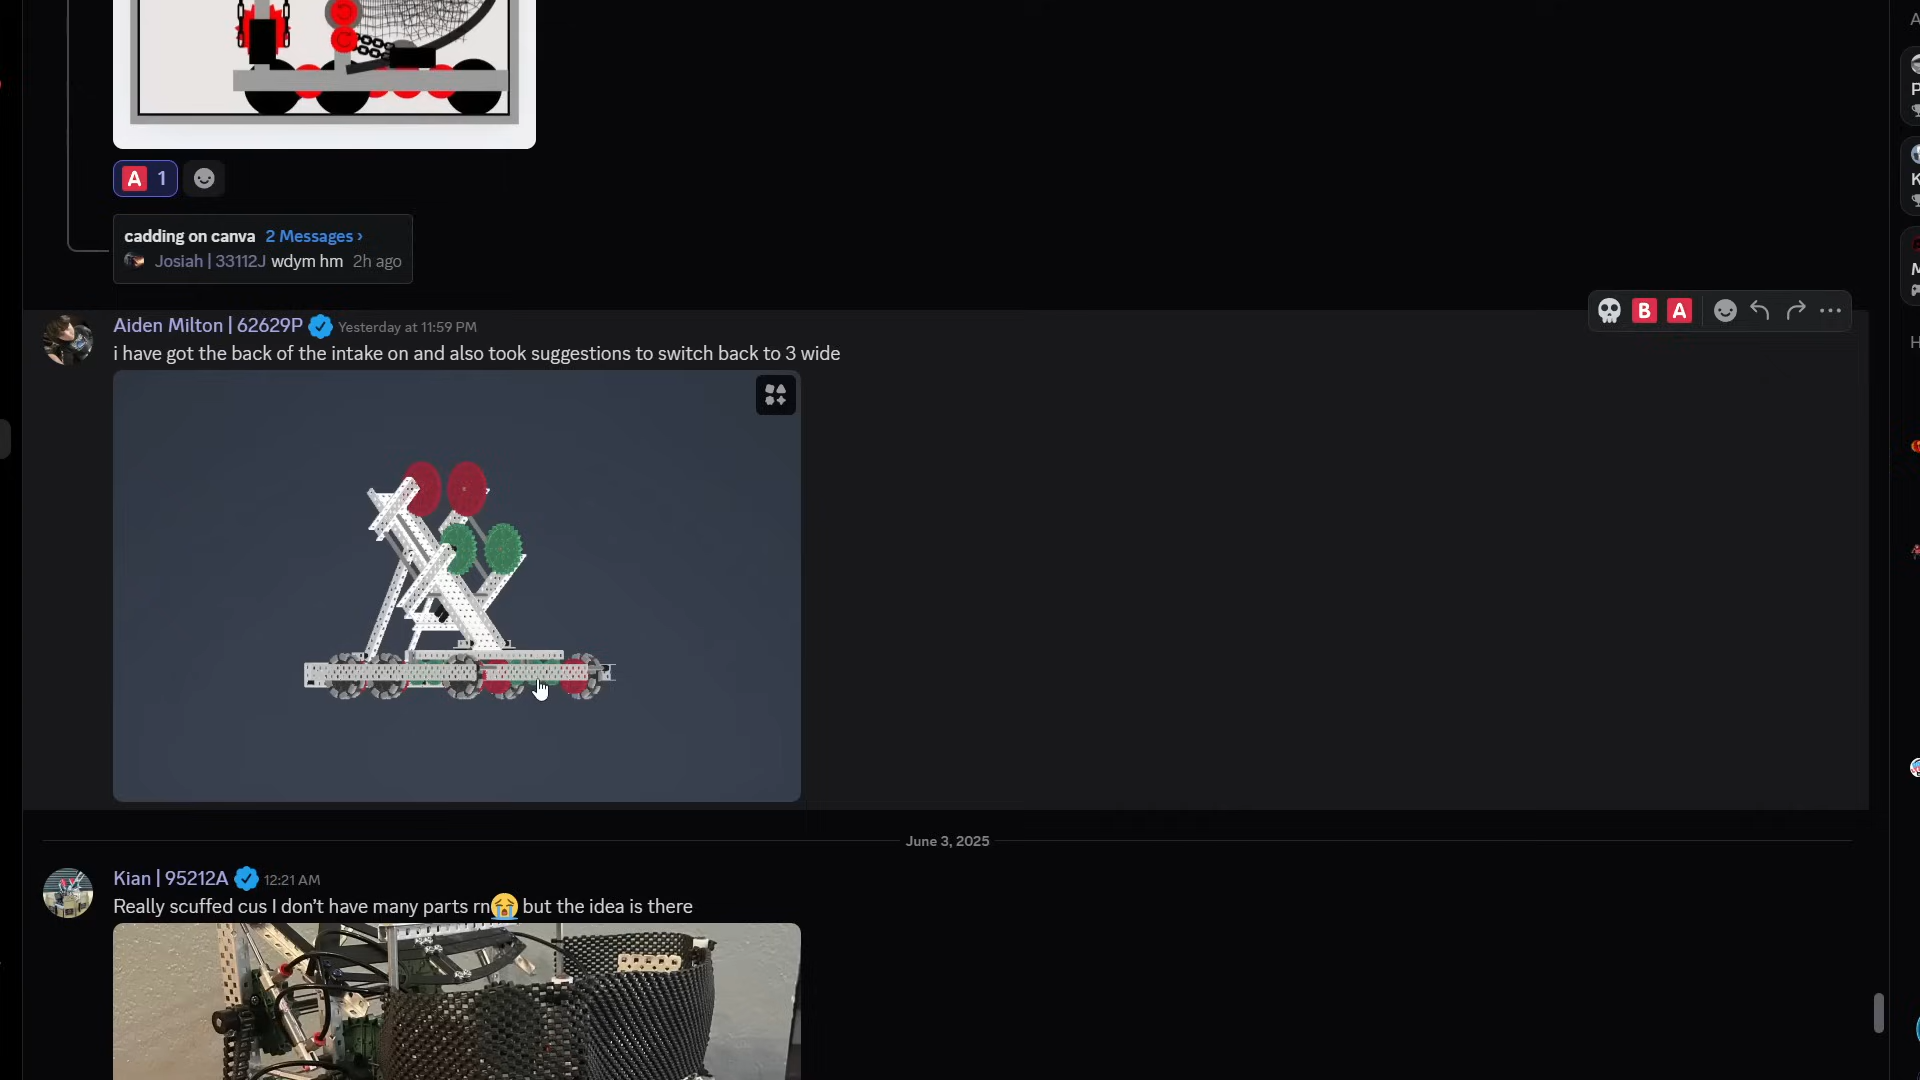 A 1
cadding on canva 2 Messages ›
Josiah | 33112J wdym hm 2h ago
Aiden Milton | 62629P Yesterday at 11:59 PM
B A
i have got the back of the intake on and also took suggestions to switch back to 3 wide
June 3, 2025
Kian | 95212A 12:21 AM
Really scuffed cus I don't have many parts rn😭 but the idea is there